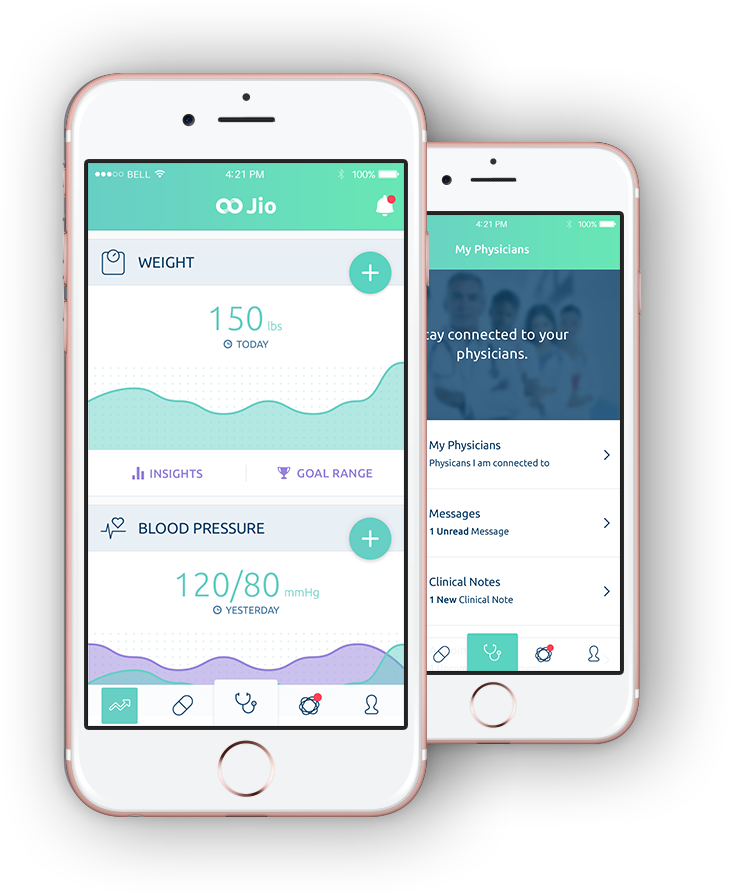 BELL 4:21 PM 100%
Jio
WEIGHT
150 lbs
TODAY
INSIGHTS GOAL RANGE
BLOOD PRESSURE
120/80 mmHg
YESTERDAY
4:21 PM 100%
My Physicians
tay connected to your
physicians.
My Physicians
Physicans I am connected to
Messages
1 Unread Message
Clinical Notes
1 New Clinical Note